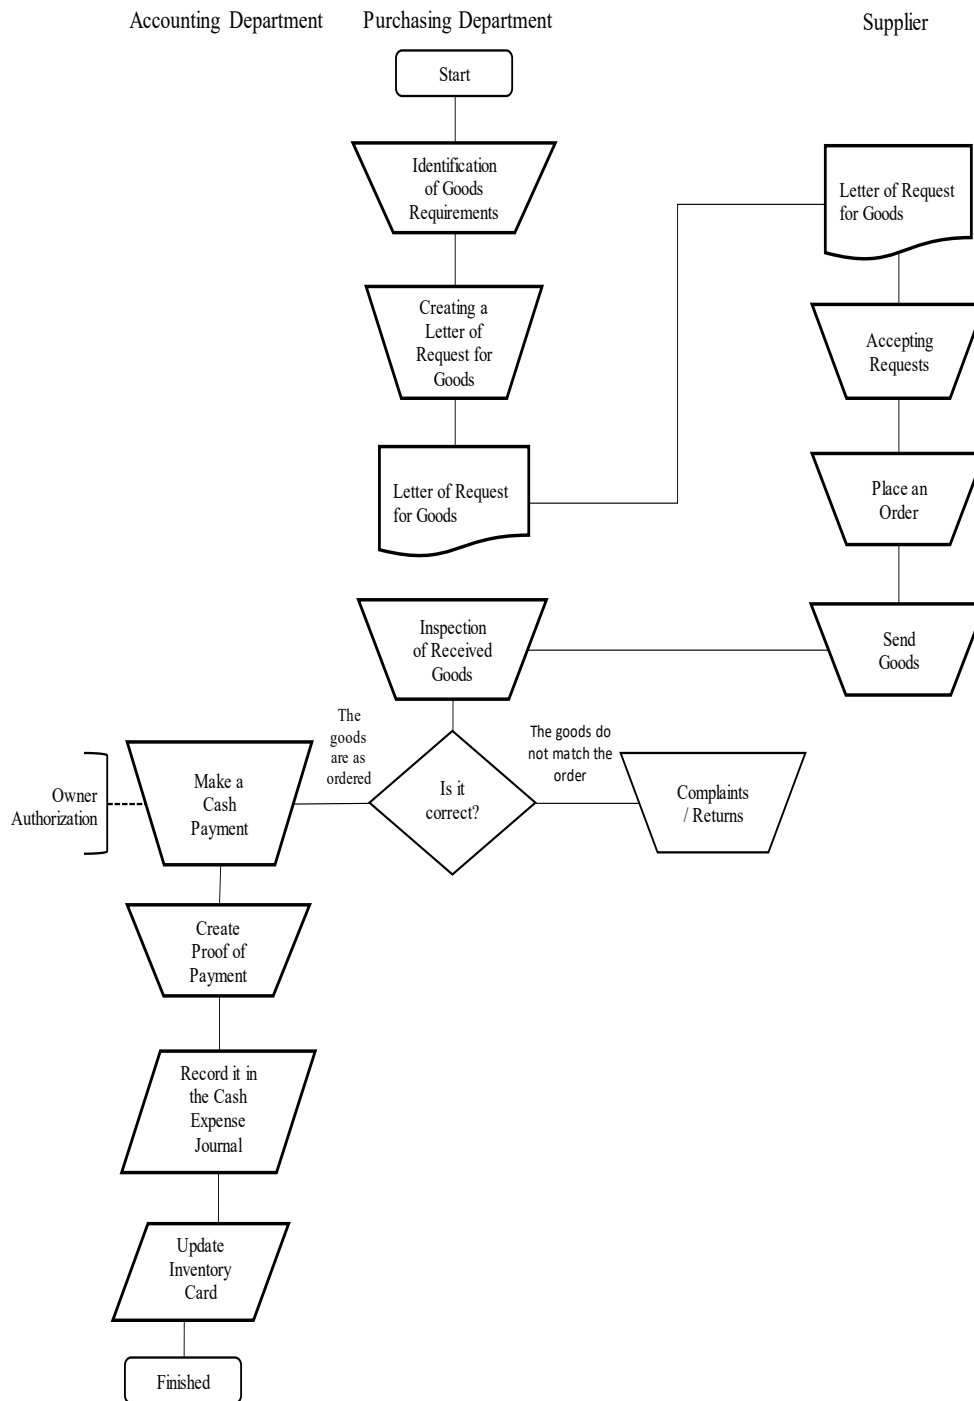 Accounting Department
Purchasing Department
Supplier
Start
Identification
of Goods
Requirements
Creating a
Letter of
Request for
Goods
Letter of Request
for Goods
Letter of Request
for Goods
Accepting
Requests
Place an
Order
Send
Goods
Inspection
of Received
Goods
Is it
correct?
The
goods
are as
ordered
The goods do
not match the
order
Complaints
/ Returns
Owner
Authorization
Make a
Cash
Payment
Create
Proof of
Payment
Record it in
the Cash
Expense
Journal
Update
Inventory
Card
Finished